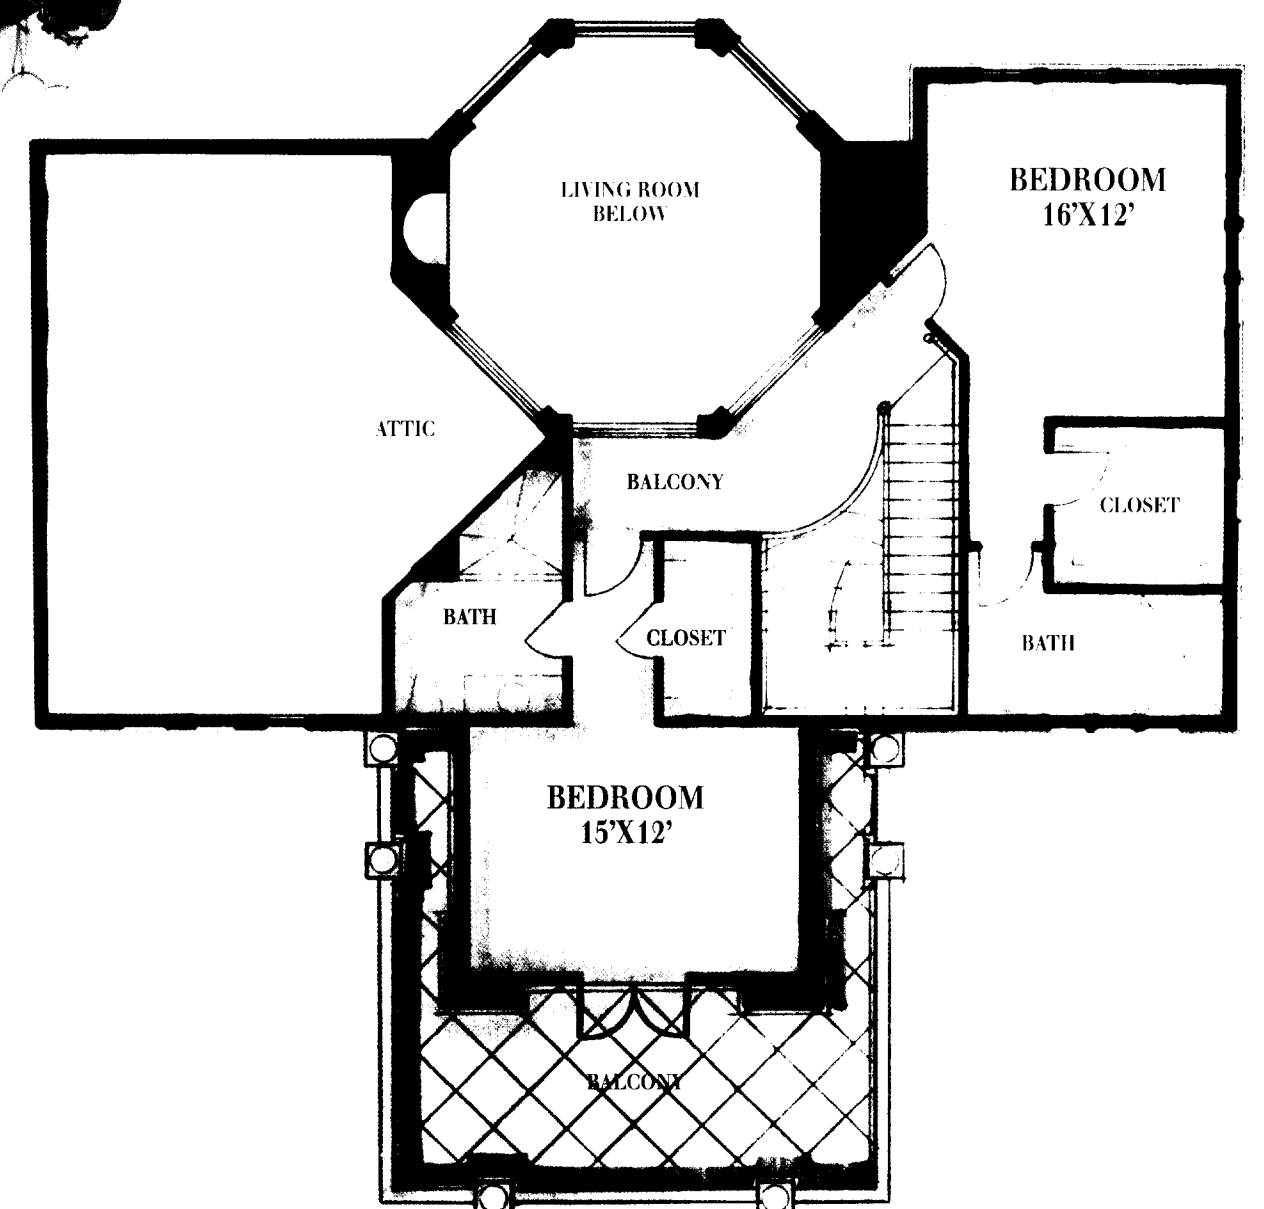 BEDROOM
16'X12'
LIVING ROOM
BELOW
ATTIC
BALCONY
CLOSET
BATH
CLOSET
BATH
BEDROOM
15'X12'
BALCONY